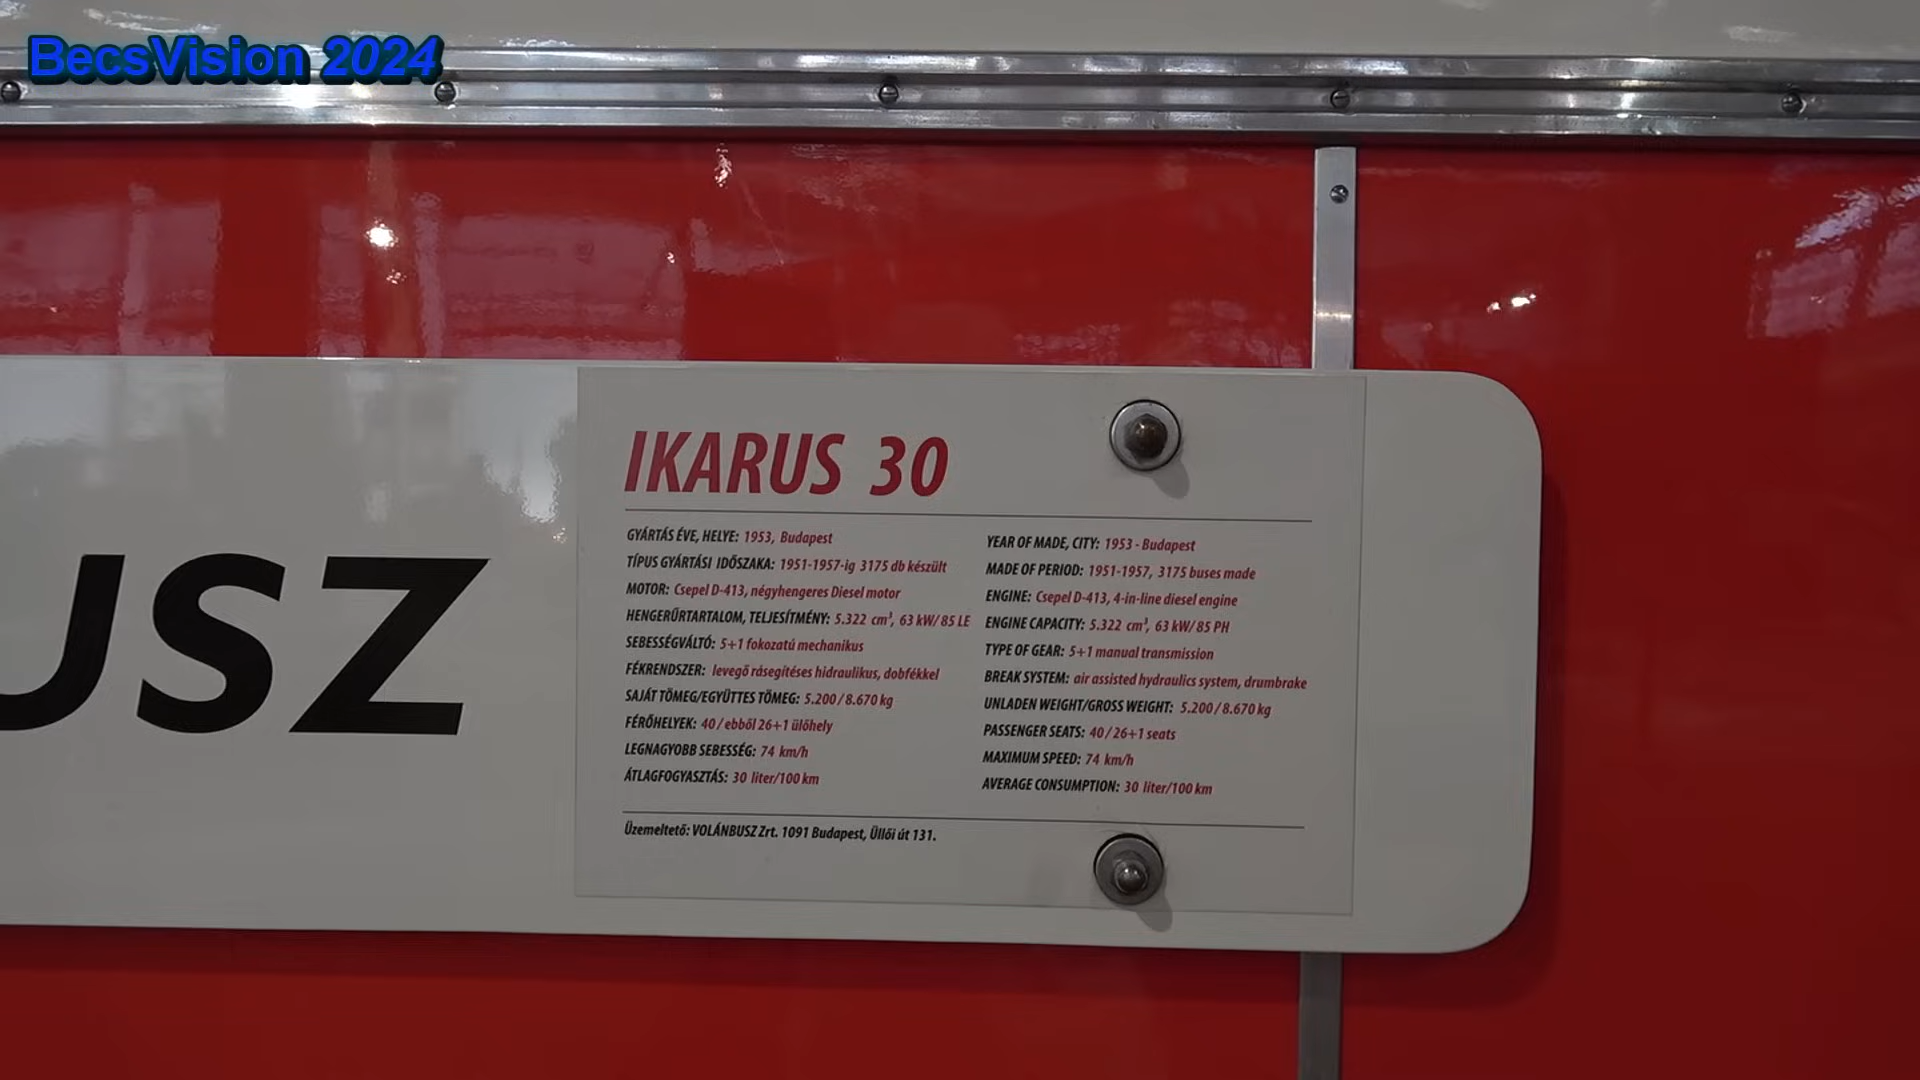 BecsVision 2024
USZ
IKARUS 30
GYÁRTÁS ÉVE, HELYE: 1953, Budapest
TÍPUS GYÁRTÁSI IDŐSZAKA: 1951-1957-ig 3175 db készült
MOTOR: Csepel D-413, négyhengeres Diesel motor
HENGERŰRTARTALOM, TELJESÍTMÉNY: 5.322 cm³, 63 kW/85 LE
SEBESSÉGVÁLTÓ: 5+1 fokozatú mechanikus
FÉKRENDSZER: levegő rásegítéses hidraulikus, dobfékkel
SAJÁT TÖMEG/EGYÜTTES TÖMEG: 5.200/8.670 kg
FÉRŐHELYEK: 40/ebből 26+1 ülőhely
LEGNAGYOBB SEBESSÉG: 74 km/h
ÁTLAGFOGYASZTÁS: 30 liter/100 km
YEAR OF MADE, CITY: 1953 - Budapest
MADE OF PERIOD: 1951-1957, 3175 buses made
ENGINE: Csepel D-413, 4-in-line diesel engine
ENGINE CAPACITY: 5.322 cm³, 63 kW/85 PH
TYPE OF GEAR: 5+1 manual transmission
BREAK SYSTEM: air assisted hydraulics system, drumbrake
UNLADEN WEIGHT/GROSS WEIGHT: 5.200/8.670 kg
PASSENGER SEATS: 40/26+1 seats
MAXIMUM SPEED: 74 km/h
AVERAGE CONSUMPTION: 30 liter/100 km
Üzemeltető: VOLÁNBUSZ Zrt. 1091 Budapest, Üllői út 131.